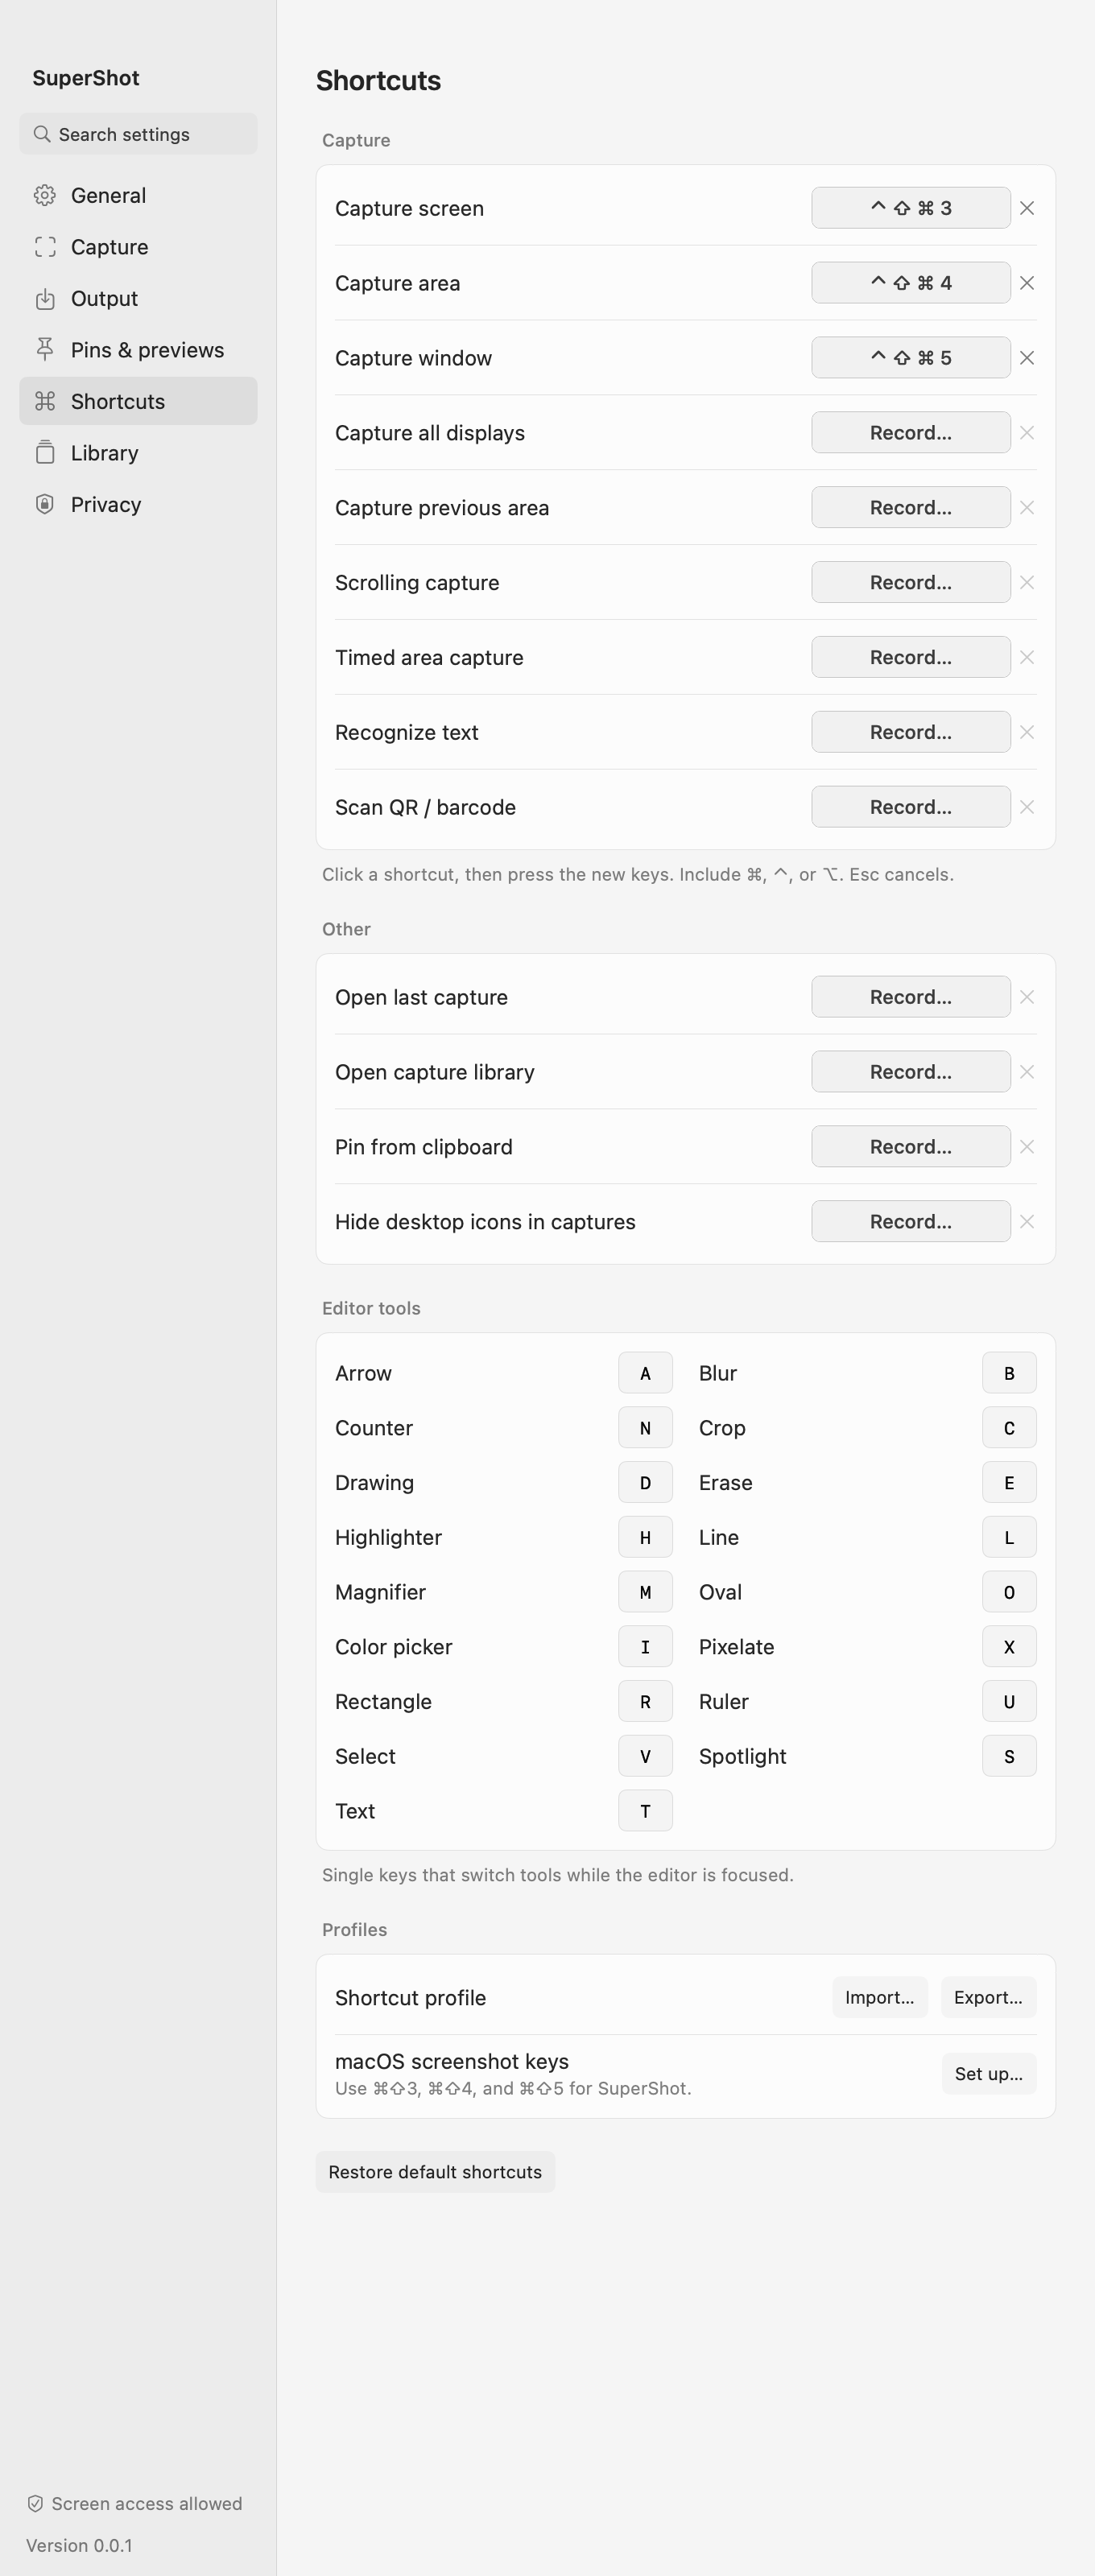 SuperShot
Search settings
General
Capture
Output
Pins & previews
Shortcuts
Library
Privacy
Screen access allowed
Version 0.0.1
Shortcuts
Capture
Capture screen ⌃ ⇧ ⌘ 3
Capture area ⌃ ⇧ ⌘ 4
Capture window ⌃ ⇧ ⌘ 5
Capture all displays Record...
Capture previous area Record...
Scrolling capture Record...
Timed area capture Record...
Recognize text Record...
Scan QR / barcode Record...
Click a shortcut, then press the new keys. Include ⌘, ⌃, or ⌥. Esc cancels.
Other
Open last capture Record...
Open capture library Record...
Pin from clipboard Record...
Hide desktop icons in captures Record...
Editor tools
Arrow A Blur B
Counter N Crop C
Drawing D Erase E
Highlighter H Line L
Magnifier M Oval O
Color picker I Pixelate X
Rectangle R Ruler U
Select V Spotlight S
Text T
Single keys that switch tools while the editor is focused.
Profiles
Shortcut profile Import... Export...
macOS screenshot keys Set up...
Use ⌘⇧3, ⌘⇧4, and ⌘⇧5 for SuperShot.
Restore default shortcuts